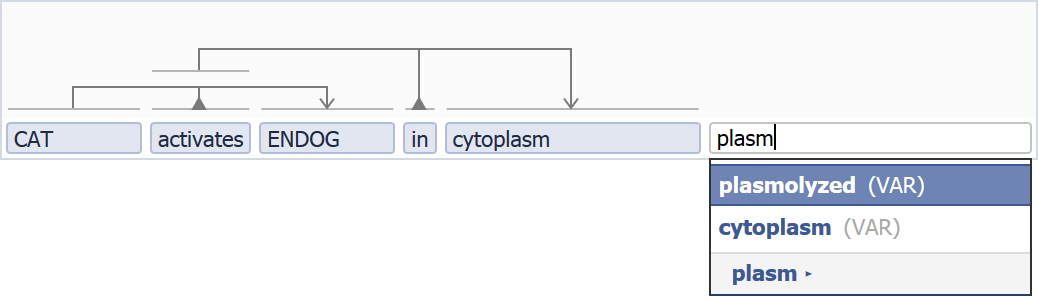 CAT activates ENDOG in cytoplasm plasm
plasmolyzed (VAR)
cytoplasm (VAR)
plasm ▸